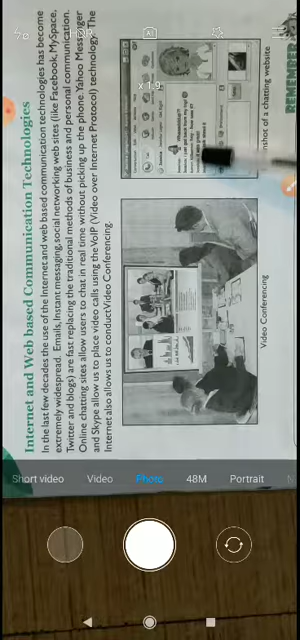 Internet and Web based Communication Technologies
In the last few decades the use of the Internet and web based communication technologies has become
extremely widespread. Emails, Instant messaging, social networking web sites (like Facebook, MySpace,
Twitter and blogs) are fast replacing the traditional methods of business and personal communication.
Online chatting sites allow users to chat in real time without picking up the phone. Yahoo Messenger
and Skype allow us to place video calls using the VoIP (Video over Internet Protocol) technology. The
Internet also allows us to conduct Video Conferencing.
nshot of a chatting website
REMEMBER
Video Conferencing
x 1.9
AI
Short video
Video
Photo
48M
Portrait